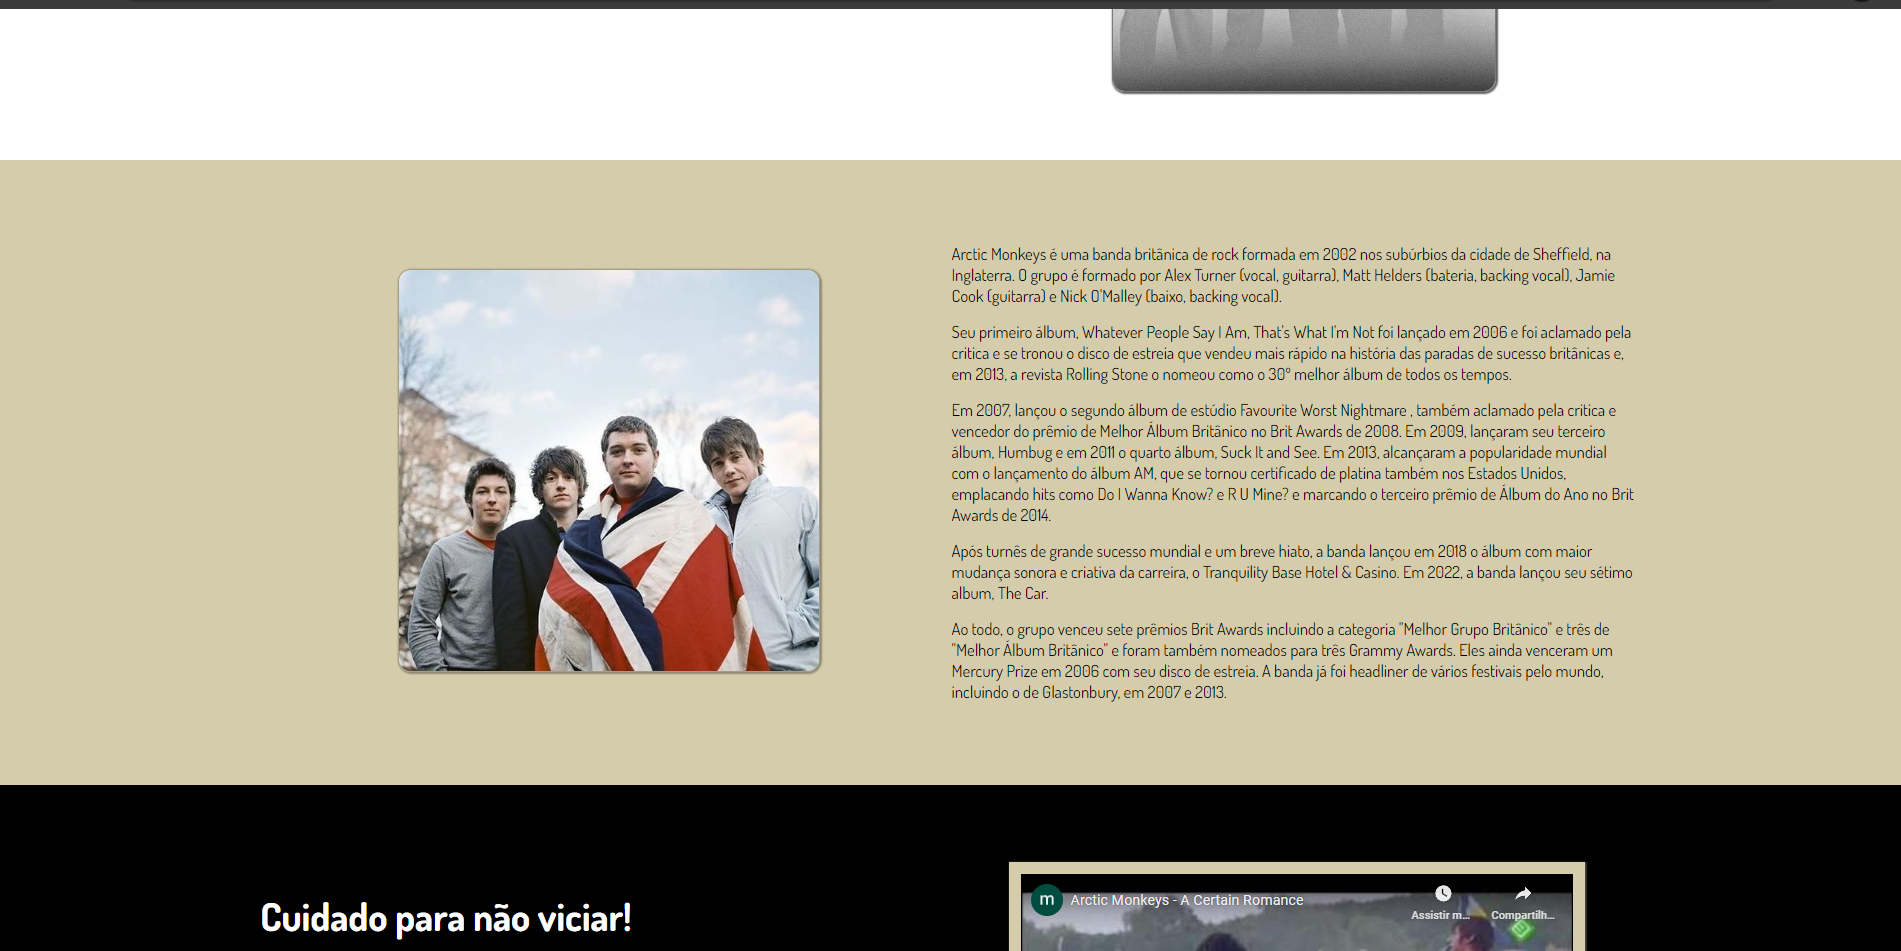 Arctic Monkeys é uma banda britânica de rock formada em 2002 nos subúrbios da cidade de Sheffield, na
Inglaterra. O grupo é formado por Alex Turner (vocal, guitarra), Matt Helders (bateria, backing vocal), Jamie
Cook (guitarra) e Nick O'Malley (baixo, backing vocal).
Seu primeiro álbum, Whatever People Say I Am, That's What I'm Not foi lançado em 2006 e foi aclamado pela
critica e se tronou o disco de estreia que vendeu mais rápido na história das paradas de sucesso britânicas e,
em 2013, a revista Rolling Stone o nomeou como o 30º melhor álbum de todos os tempos.
Em 2007, lançou o segundo álbum de estúdio Favourite Worst Nightmare , também aclamado pela critica e
vencedor do prêmio de Melhor Álbum Britânico no Brit Awards de 2008. Em 2009, lançaram seu terceiro
álbum, Humbug e em 2011 o quarto álbum, Suck It and See. Em 2013, alcançaram a popularidade mundial
com o lançamento do álbum AM, que se tornou certificado de platina também nos Estados Unidos,
emplacando hits como Do I Wanna Know? e R U Mine? e marcando o terceiro prêmio de Álbum do Ano no Brit
Awards de 2014.
Após turnês de grande sucesso mundial e um breve hiato, a banda lançou em 2018 o álbum com maior
mudança sonora e criativa da carreira, o Tranquility Base Hotel & Casino. Em 2022, a banda lançou seu sétimo
album, The Car.
Ao todo, o grupo venceu sete prêmios Brit Awards incluindo a categoria "Melhor Grupo Britânico" e três de
"Melhor Álbum Britânico" e foram também nomeados para três Grammy Awards. Eles ainda venceram um
Mercury Prize em 2006 com seu disco de estreia. A banda já foi headliner de vários festivais pelo mundo,
incluindo o de Glastonbury, em 2007 e 2013.
Cuidado para não viciar!
m
Arctic Monkeys - A Certain Romance
Assistir m...
Compartilh...